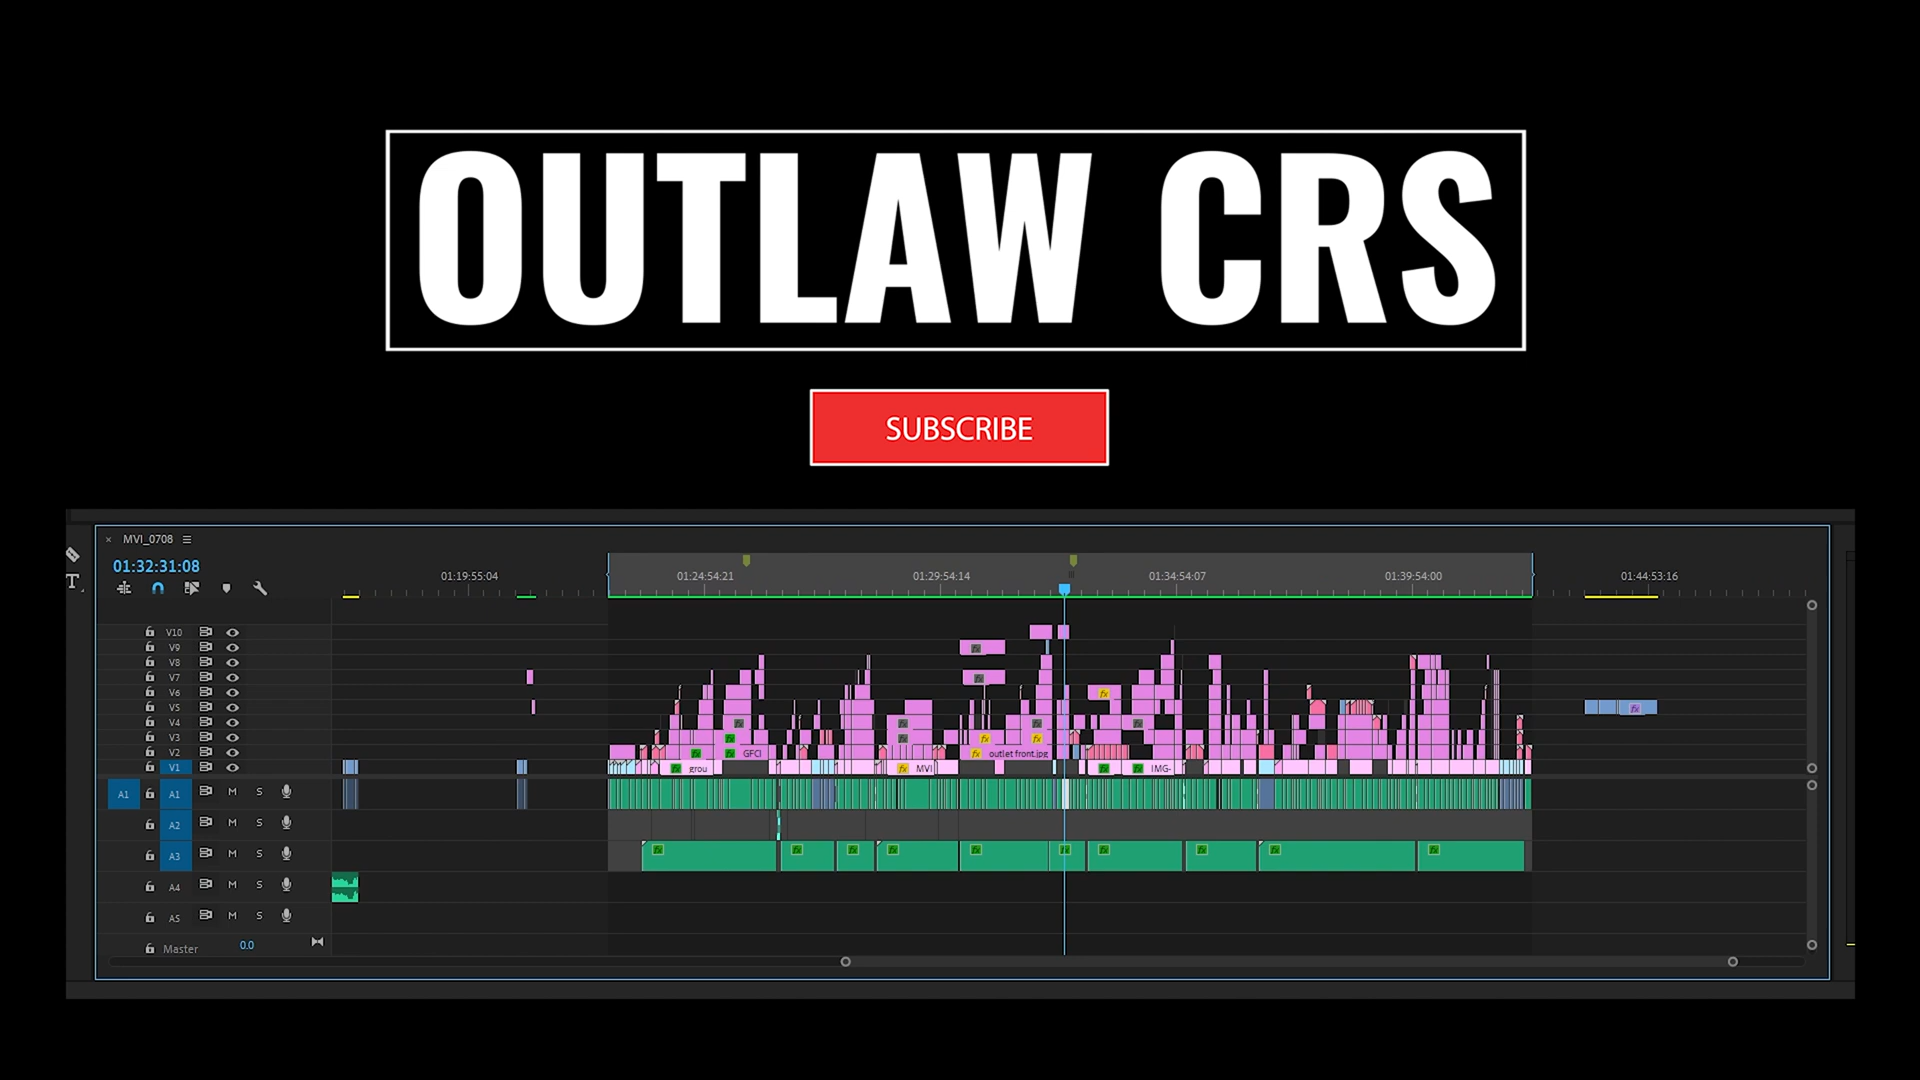 OUTLAW CRS
SUBSCRIBE
MVI_0708
01:32:31:08
01:19:55:04 01:24:54:21 01:29:54:14 01:34:54:07 01:39:54:00 01:44:53:16
T
V10
V9
V8
V7
V6
V5
V4
V3
V2 GFCI outlet front.jpg
V1 grou MVI IMG-
A1 A1 M S
A2 M S
A3 M S
A4 M S
A5 M S
Master 0.0